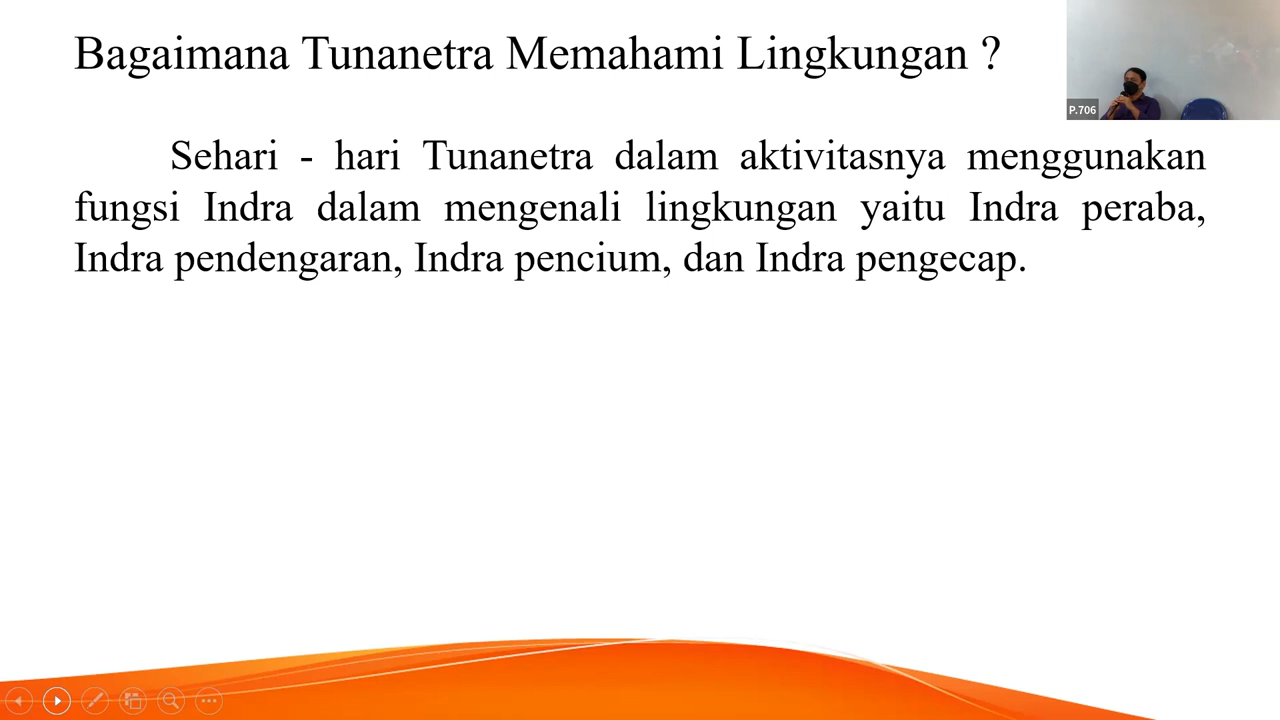 Bagaimana Tunanetra Memahami Lingkungan ?
P.706
Sehari - hari Tunanetra dalam aktivitasnya menggunakan
fungsi Indra dalam mengenali lingkungan yaitu Indra peraba,
Indra pendengaran, Indra pencium, dan Indra pengecap.